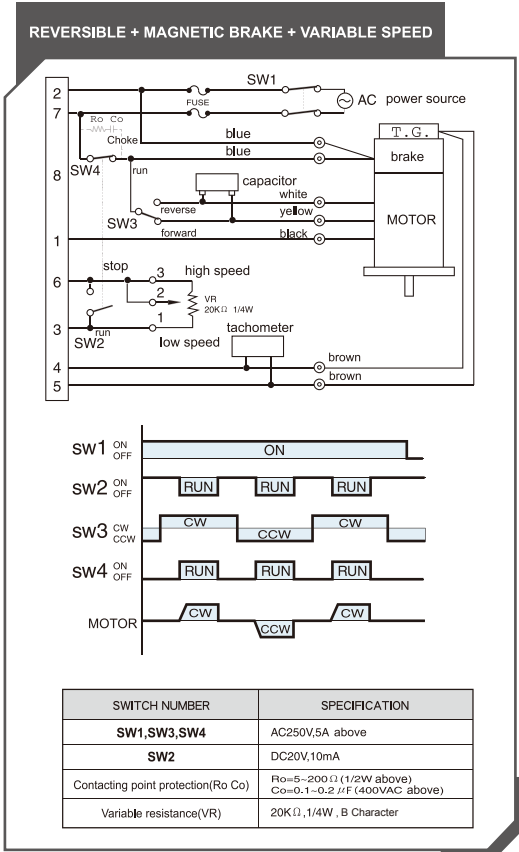 REVERSIBLE + MAGNETIC BRAKE + VARIABLE SPEED
SW1
2
FUSE
AC power source
7
Ro Co
T.G.
Choke
blue
blue
brake
SW4
run
8
capacitor
white
reverse
yellow
SW3
MOTOR
forward
black
1
stop
3
high speed
6
2
VR
20KΩ 1/4W
1
3
run
low speed
tachometer
SW2
4
brown
5
brown
SW1 ON OFF
ON
SW2 ON OFF
RUN RUN RUN
SW3 CW CCW
CW CCW CW
SW4 ON OFF
RUN RUN RUN
MOTOR
CW CCW CW
SWITCH NUMBER SPECIFICATION
SW1,SW3,SW4 AC250V,5A above
SW2 DC20V,10mA
Contacting point protection(Ro Co) Ro=5~200Ω(1/2W above)
Co=0.1~0.2μF(400VAC above)
Variable resistance(VR) 20KΩ,1/4W , B Character